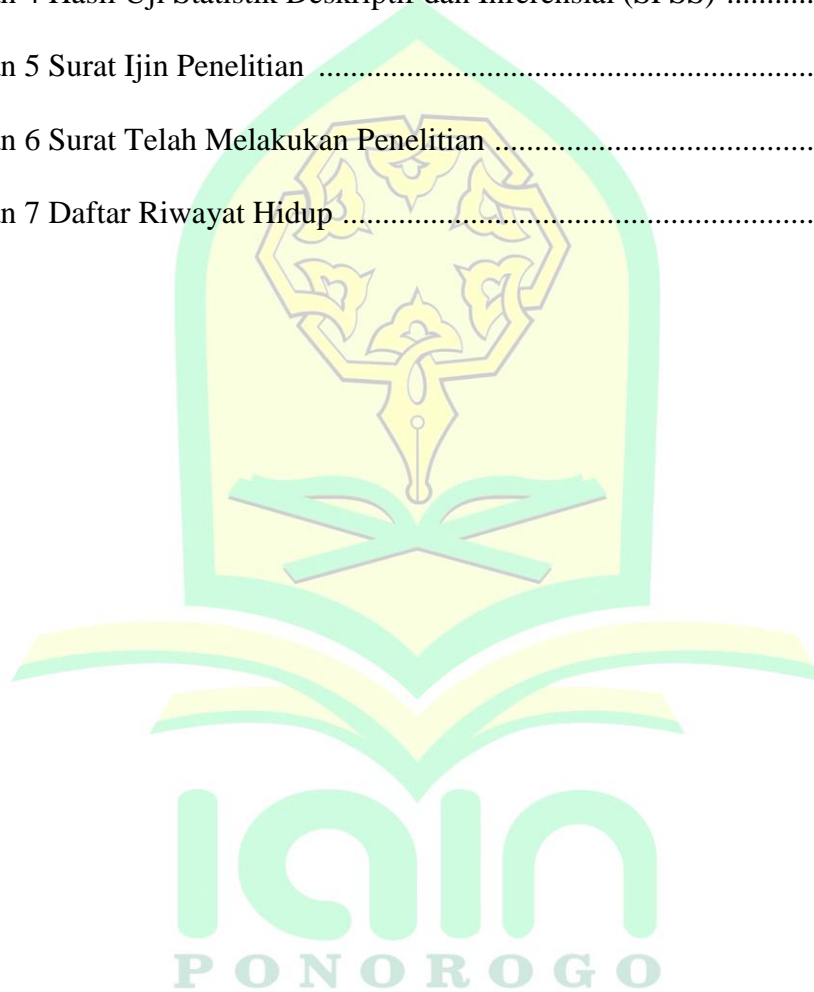 n 4 Hasil Uji Statistik Deskriptif dan Inferensial (SPSS) ...........
n 5 Surat Ijin Penelitian ..............................................................
n 6 Surat Telah Melakukan Penelitian ........................................
n 7 Daftar Riwayat Hidup ...........................................................
iain
PONOROGO